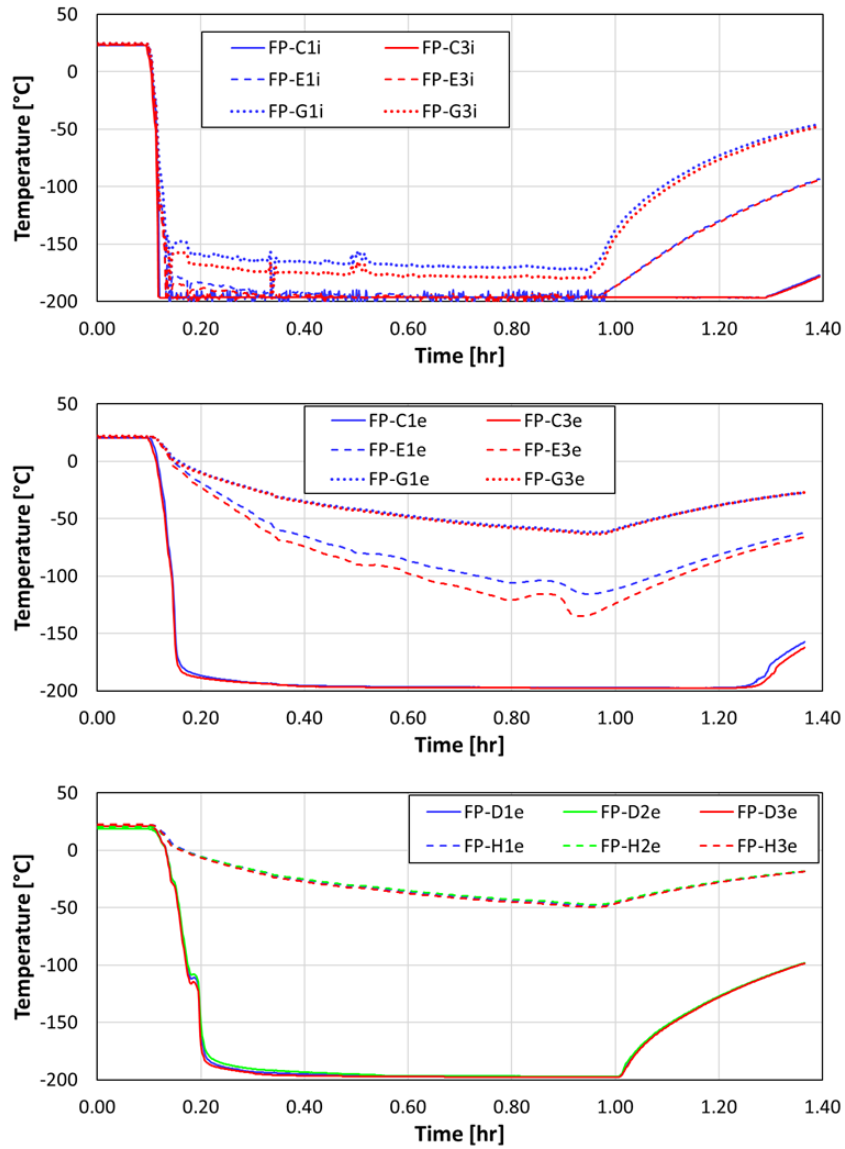 50
0
-50
-100
-150
-200
Temperature [°C]
FP-C1i FP-C3i
FP-E1i FP-E3i
FP-G1i FP-G3i
0.00 0.20 0.40 0.60 0.80 1.00 1.20 1.40
Time [hr]
50
0
-50
-100
-150
-200
Temperature [°C]
FP-C1e FP-C3e
FP-E1e FP-E3e
FP-G1e FP-G3e
0.00 0.20 0.40 0.60 0.80 1.00 1.20 1.40
Time [hr]
50
0
-50
-100
-150
-200
Temperature [°C]
FP-D1e FP-D2e FP-D3e
FP-H1e FP-H2e FP-H3e
0.00 0.20 0.40 0.60 0.80 1.00 1.20 1.40
Time [hr]